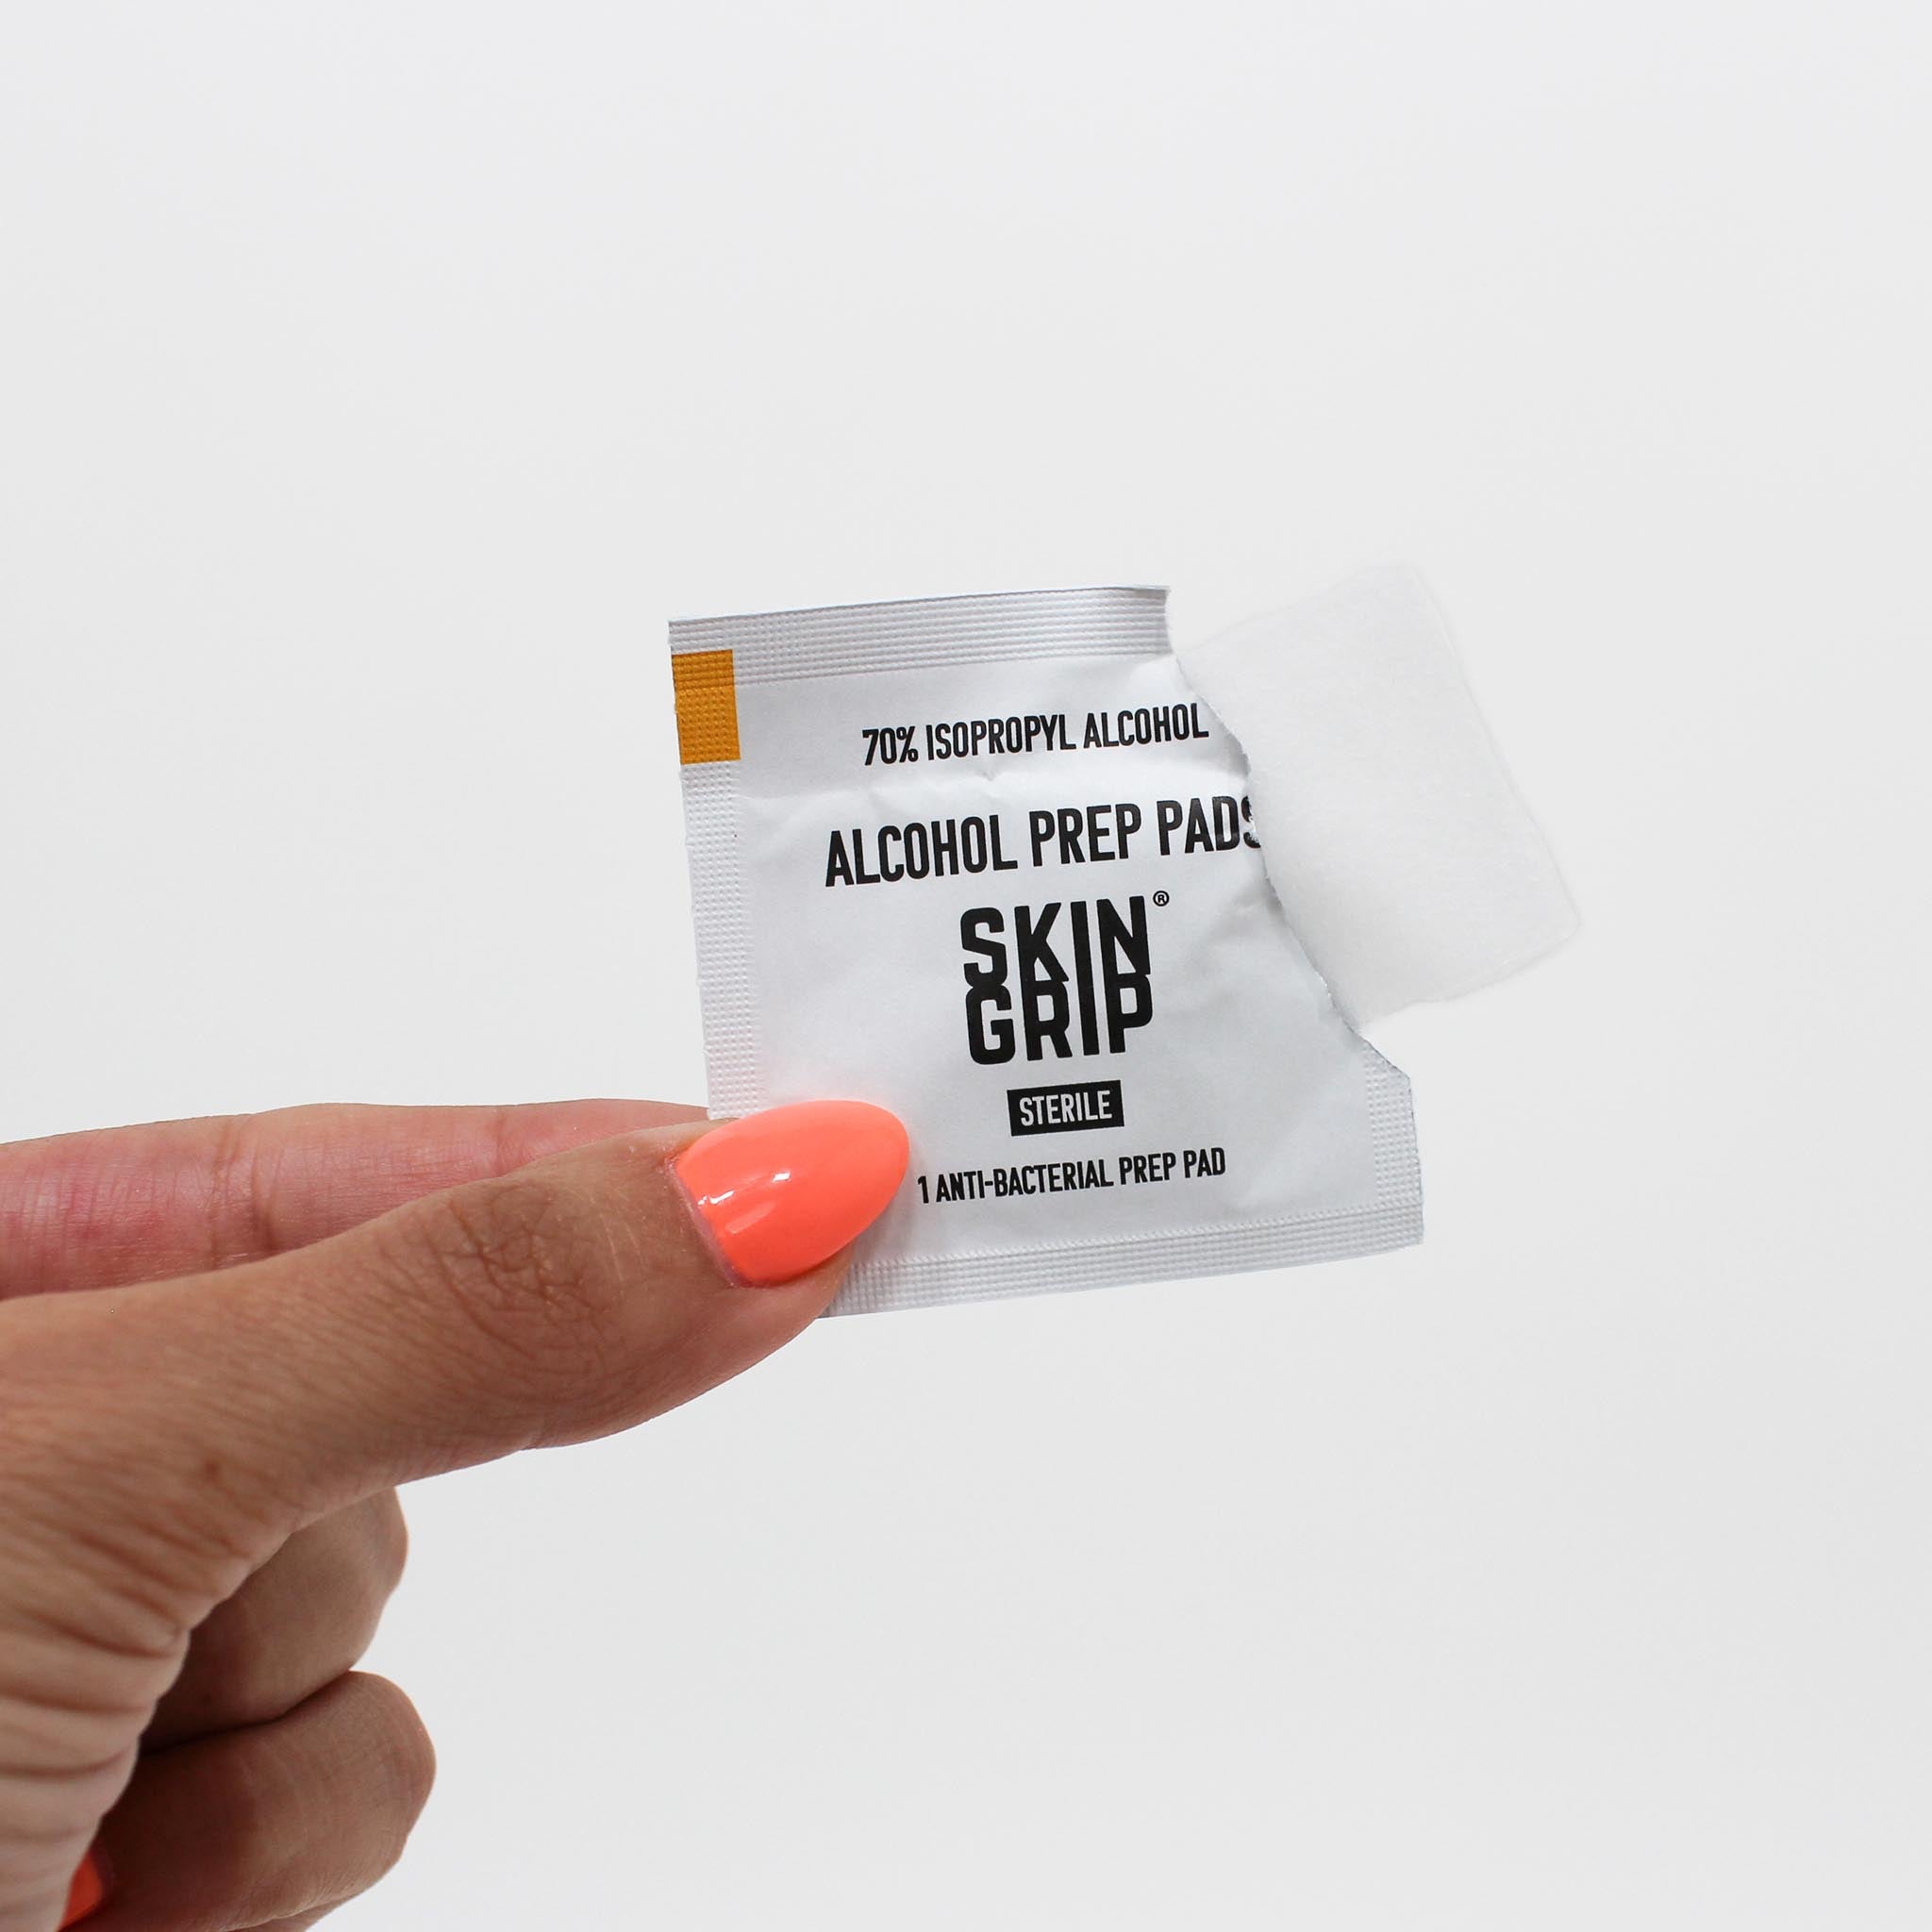 70% ISOPROPYL ALCOHOL
ALCOHOL PREP PADS
SKIN®
GRIP
STERILE
1 ANTI-BACTERIAL PREP PAD